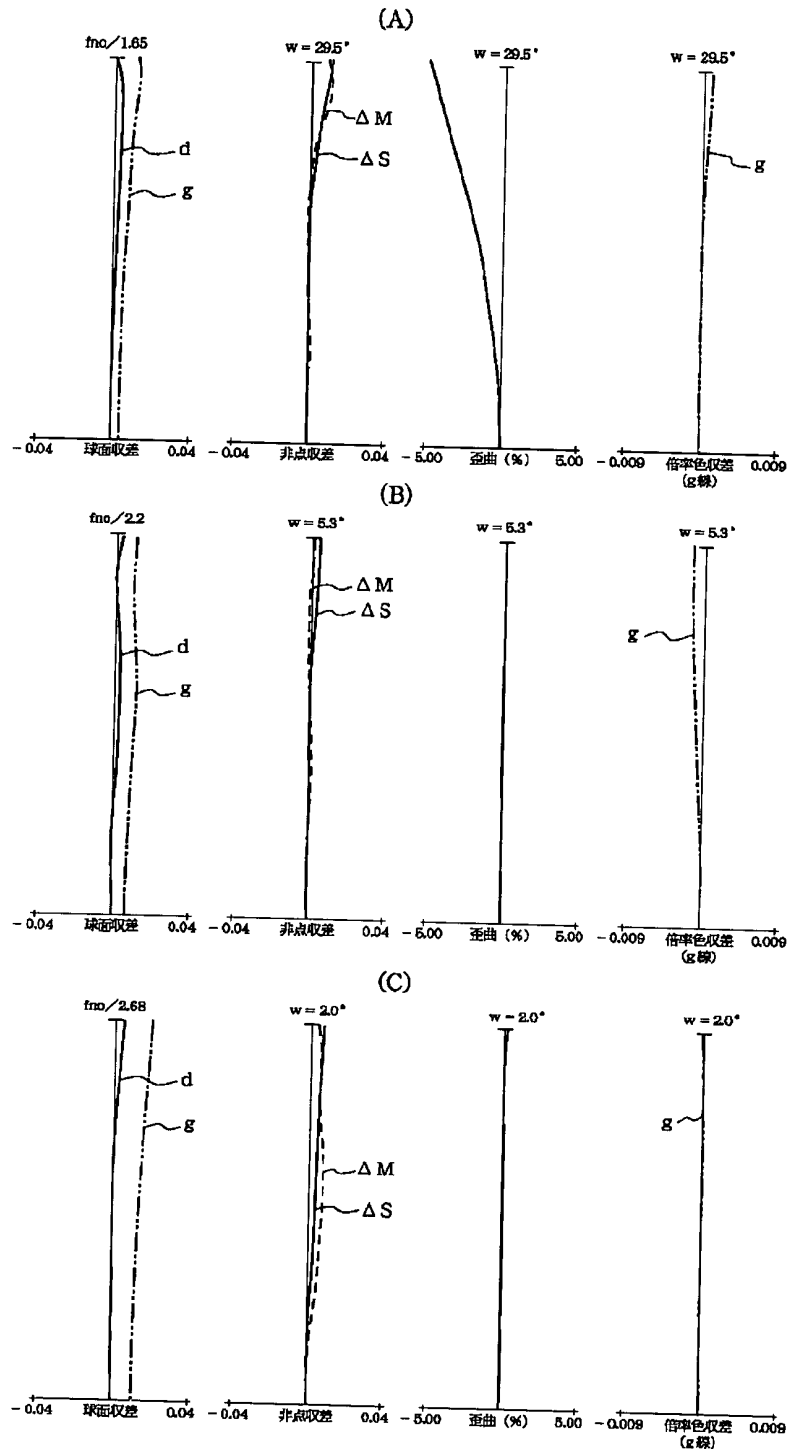 (A)
fno/1.65
w = 29.5°
w = 29.5°
w = 29.5°
d
g
Δ M
Δ S
g
- 0.04 球面収差 0.04
- 0.04 非点収差 0.04
- 5.00 歪曲 (%) 5.00
- 0.009 倍率色収差 0.009
(g線)
(B)
fno/2.2
w = 5.3°
w = 5.3°
w = 5.3°
d
g
Δ M
Δ S
g
- 0.04 球面収差 0.04
- 0.04 非点収差 0.04
- 5.00 歪曲 (%) 5.00
- 0.009 倍率色収差 0.009
(g線)
(C)
fno/2.68
w = 2.0°
w = 2.0°
w = 2.0°
d
g
Δ M
Δ S
g
- 0.04 球面収差 0.04
- 0.04 非点収差 0.04
- 5.00 歪曲 (%) 5.00
- 0.009 倍率色収差 0.009
(g線)